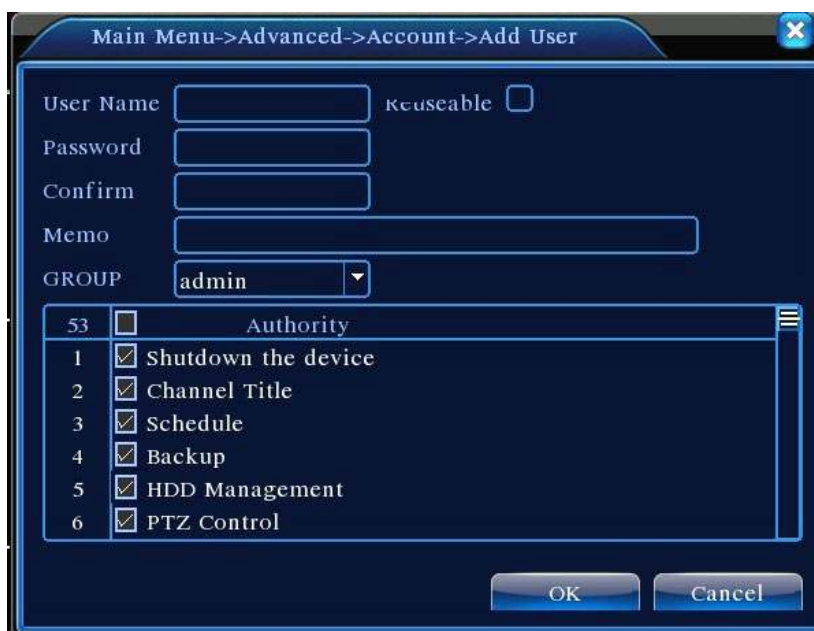 Main Menu->Advanced->Account->Add User
User Name Reuseable
Password
Confirm
Memo
GROUP admin
53 Authority
1 Shutdown the device
2 Channel Title
3 Schedule
4 Backup
5 HDD Management
6 PTZ Control
OK Cancel